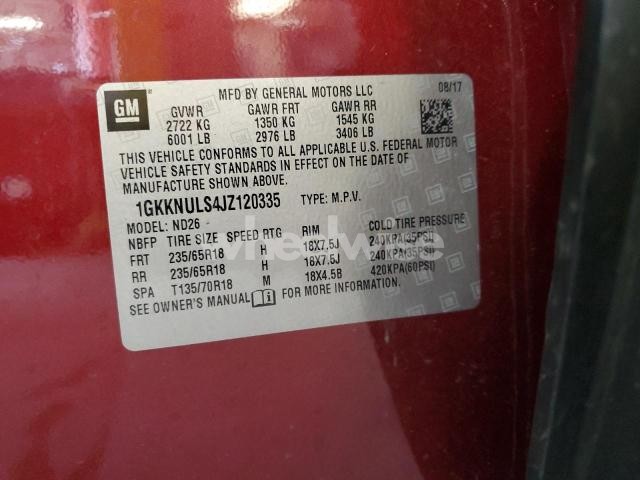 MFD BY GENERAL MOTORS LLC 08/17
GM
GVWR GAWR FRT GAWR RR
2722 KG 1350 KG 1545 KG
6001 LB 2976 LB 3406 LB
THIS VEHICLE CONFORMS TO ALL APPLICABLE U.S. FEDERAL MOTOR
VEHICLE SAFETY STANDARDS IN EFFECT ON THE DATE OF
MANUFACTURE SHOWN ABOVE.
1GKKNULS4JZ120335 TYPE: M.P.V.
MODEL: ND26
NBFP TIRE SIZE SPEED RTG RIM COLD TIRE PRESSURE
FRT 235/65R18 H 18X7.5J 240KPA(35PSI)
RR 235/65R18 H 18X7.5J 240KPA(35PSI)
SPA T135/70R18 M 18X4.5B 420KPA(60PSI)
SEE OWNER'S MANUAL FOR MORE INFORMATION.